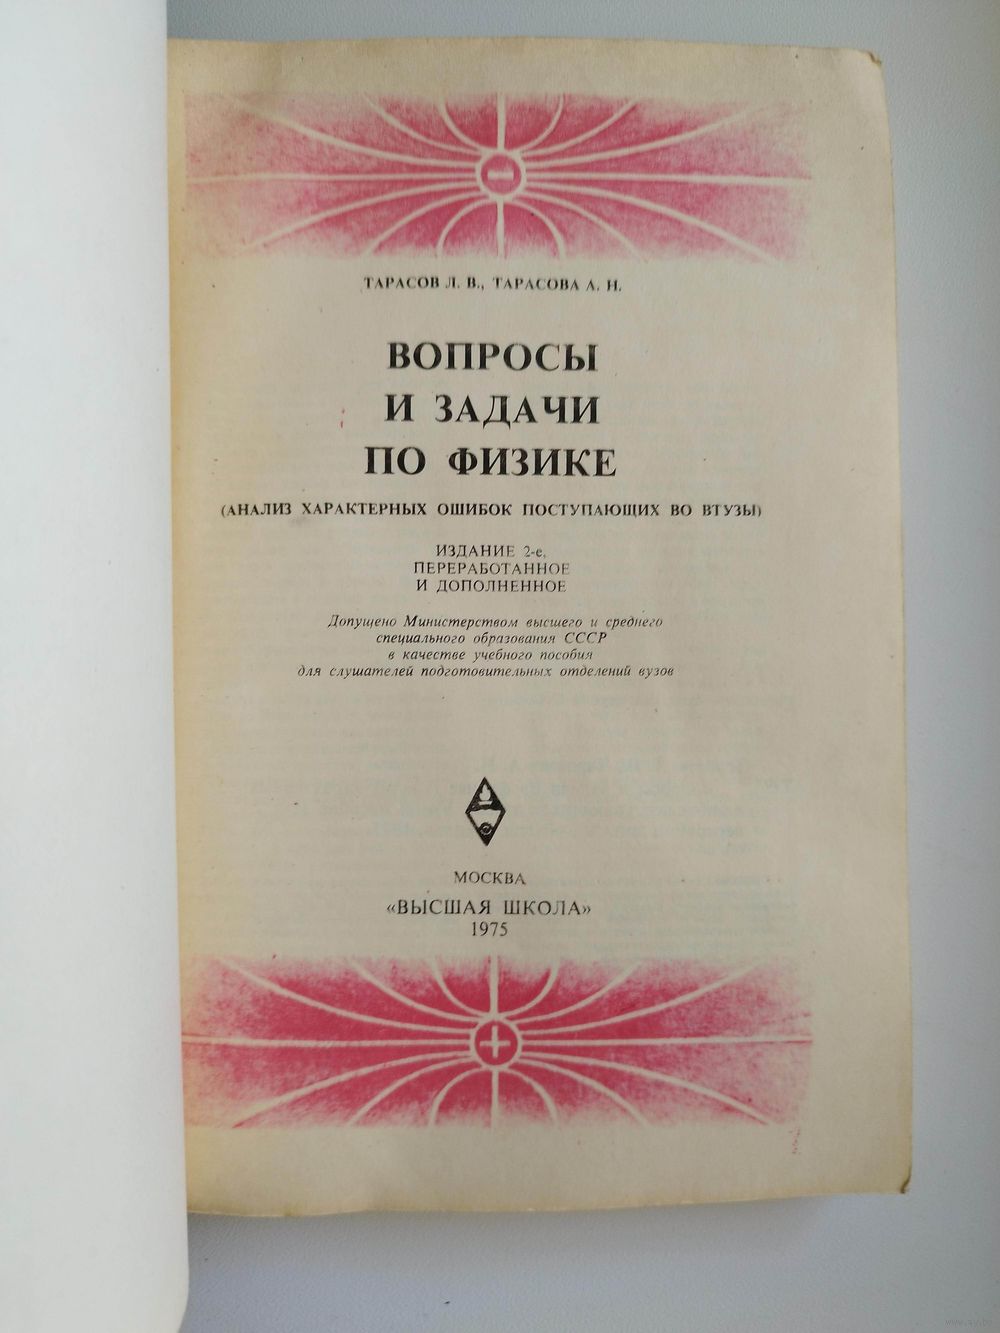 ТАРАСОВ Л. В., ТАРАСОВА А. Н.
ВОПРОСЫ
И ЗАДАЧИ
ПО ФИЗИКЕ
(АНАЛИЗ ХАРАКТЕРНЫХ ОШИБОК ПОСТУПАЮЩИХ ВО ВТУЗЫ)
ИЗДАНИЕ 2-е,
ПЕРЕРАБОТАННОЕ
И ДОПОЛНЕННОЕ
Допущено Министерством высшего и среднего
специального образования СССР
в качестве учебного пособия
для слушателей подготовительных отделений вузов
МОСКВА
«ВЫСШАЯ ШКОЛА»
1975